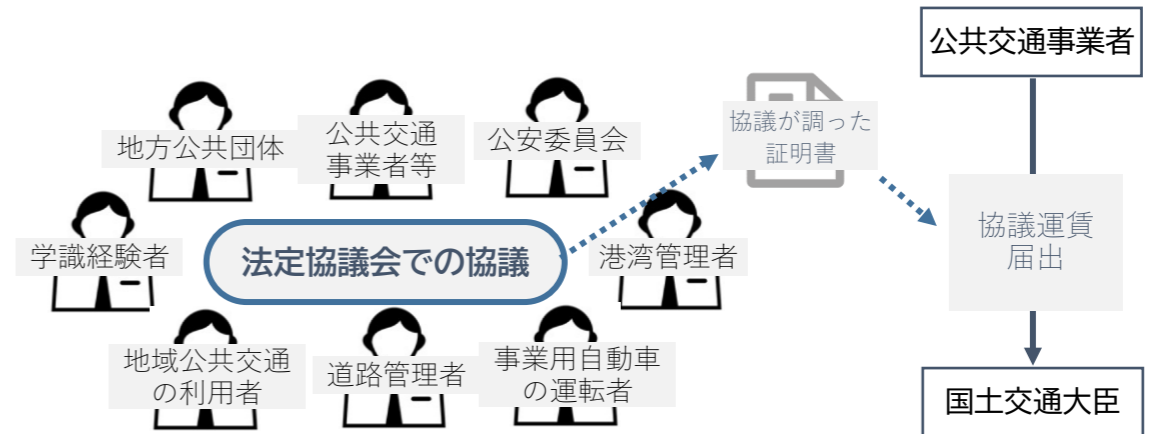 公共交通事業者
地方公共団体
公共交通
事業者等
公安委員会
協議が調った
証明書
学識経験者
法定協議会での協議
港湾管理者
協議運賃
届出
地域公共交通
の利用者
道路管理者
事業用自動車
の運転者
国土交通大臣